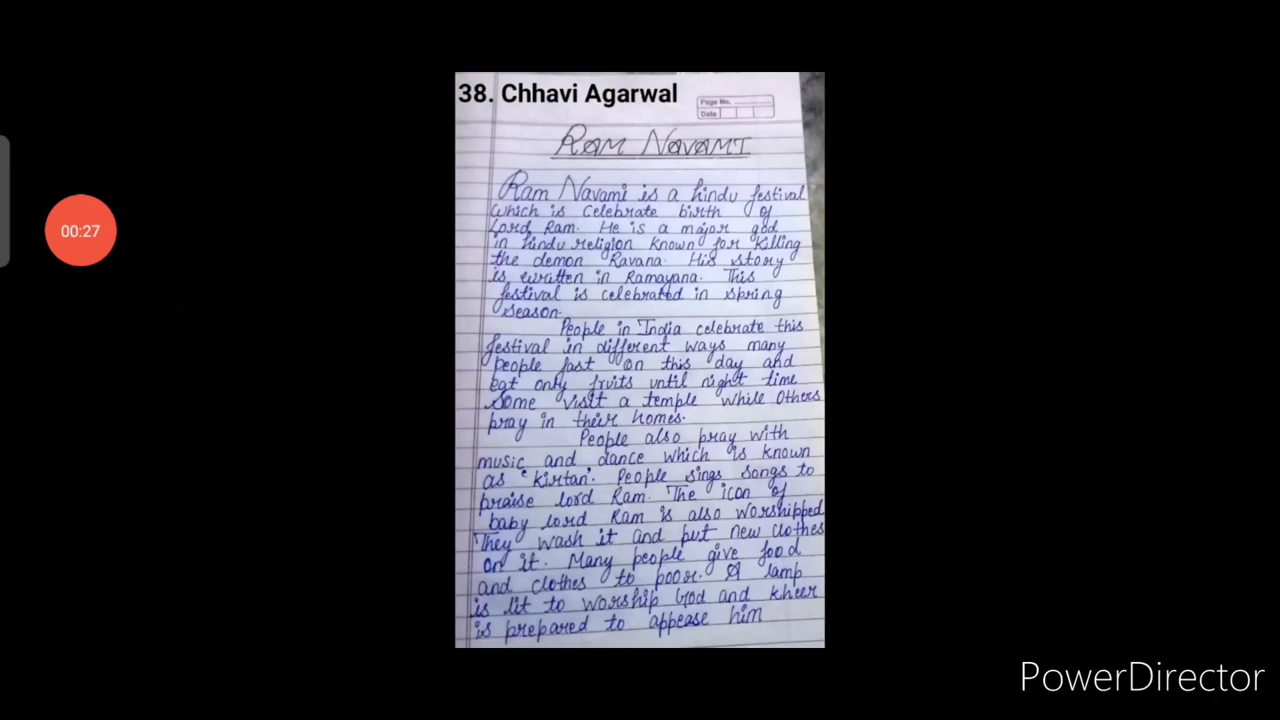 38. Chhavi Agarwal
Page No.
Date
RAM NAVAMI
Ram Navami is a hindu festival
which is celebrate birth of
Lord Ram. He is a major god
in hindu religion known for killing
the demon Ravana. His story
is written in Ramayana. This
festival is celebrated in spring
season.
People in India celebrate this
festival in different ways many
people fast on this day and
eat only fruits until night time
some visit a temple while others
pray in their homes.
People also pray with
music and dance which is known
as 'kirtan'. People sings songs to
praise lord Ram. The icon of
baby lord Ram is also worshipped
They wash it and put new clothes
on it. Many people give food
and clothes to poor. A lamp
is lit to worship God and kheer
is prepared to appease him
00:27
PowerDirector